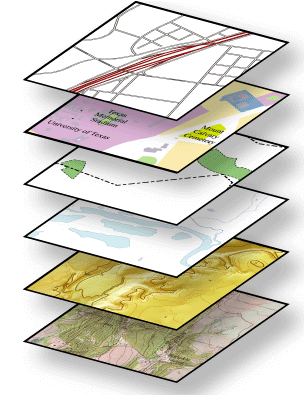 Texas
Memorial
Stadium
University of Texas
Mount
Calvary
Cemetery